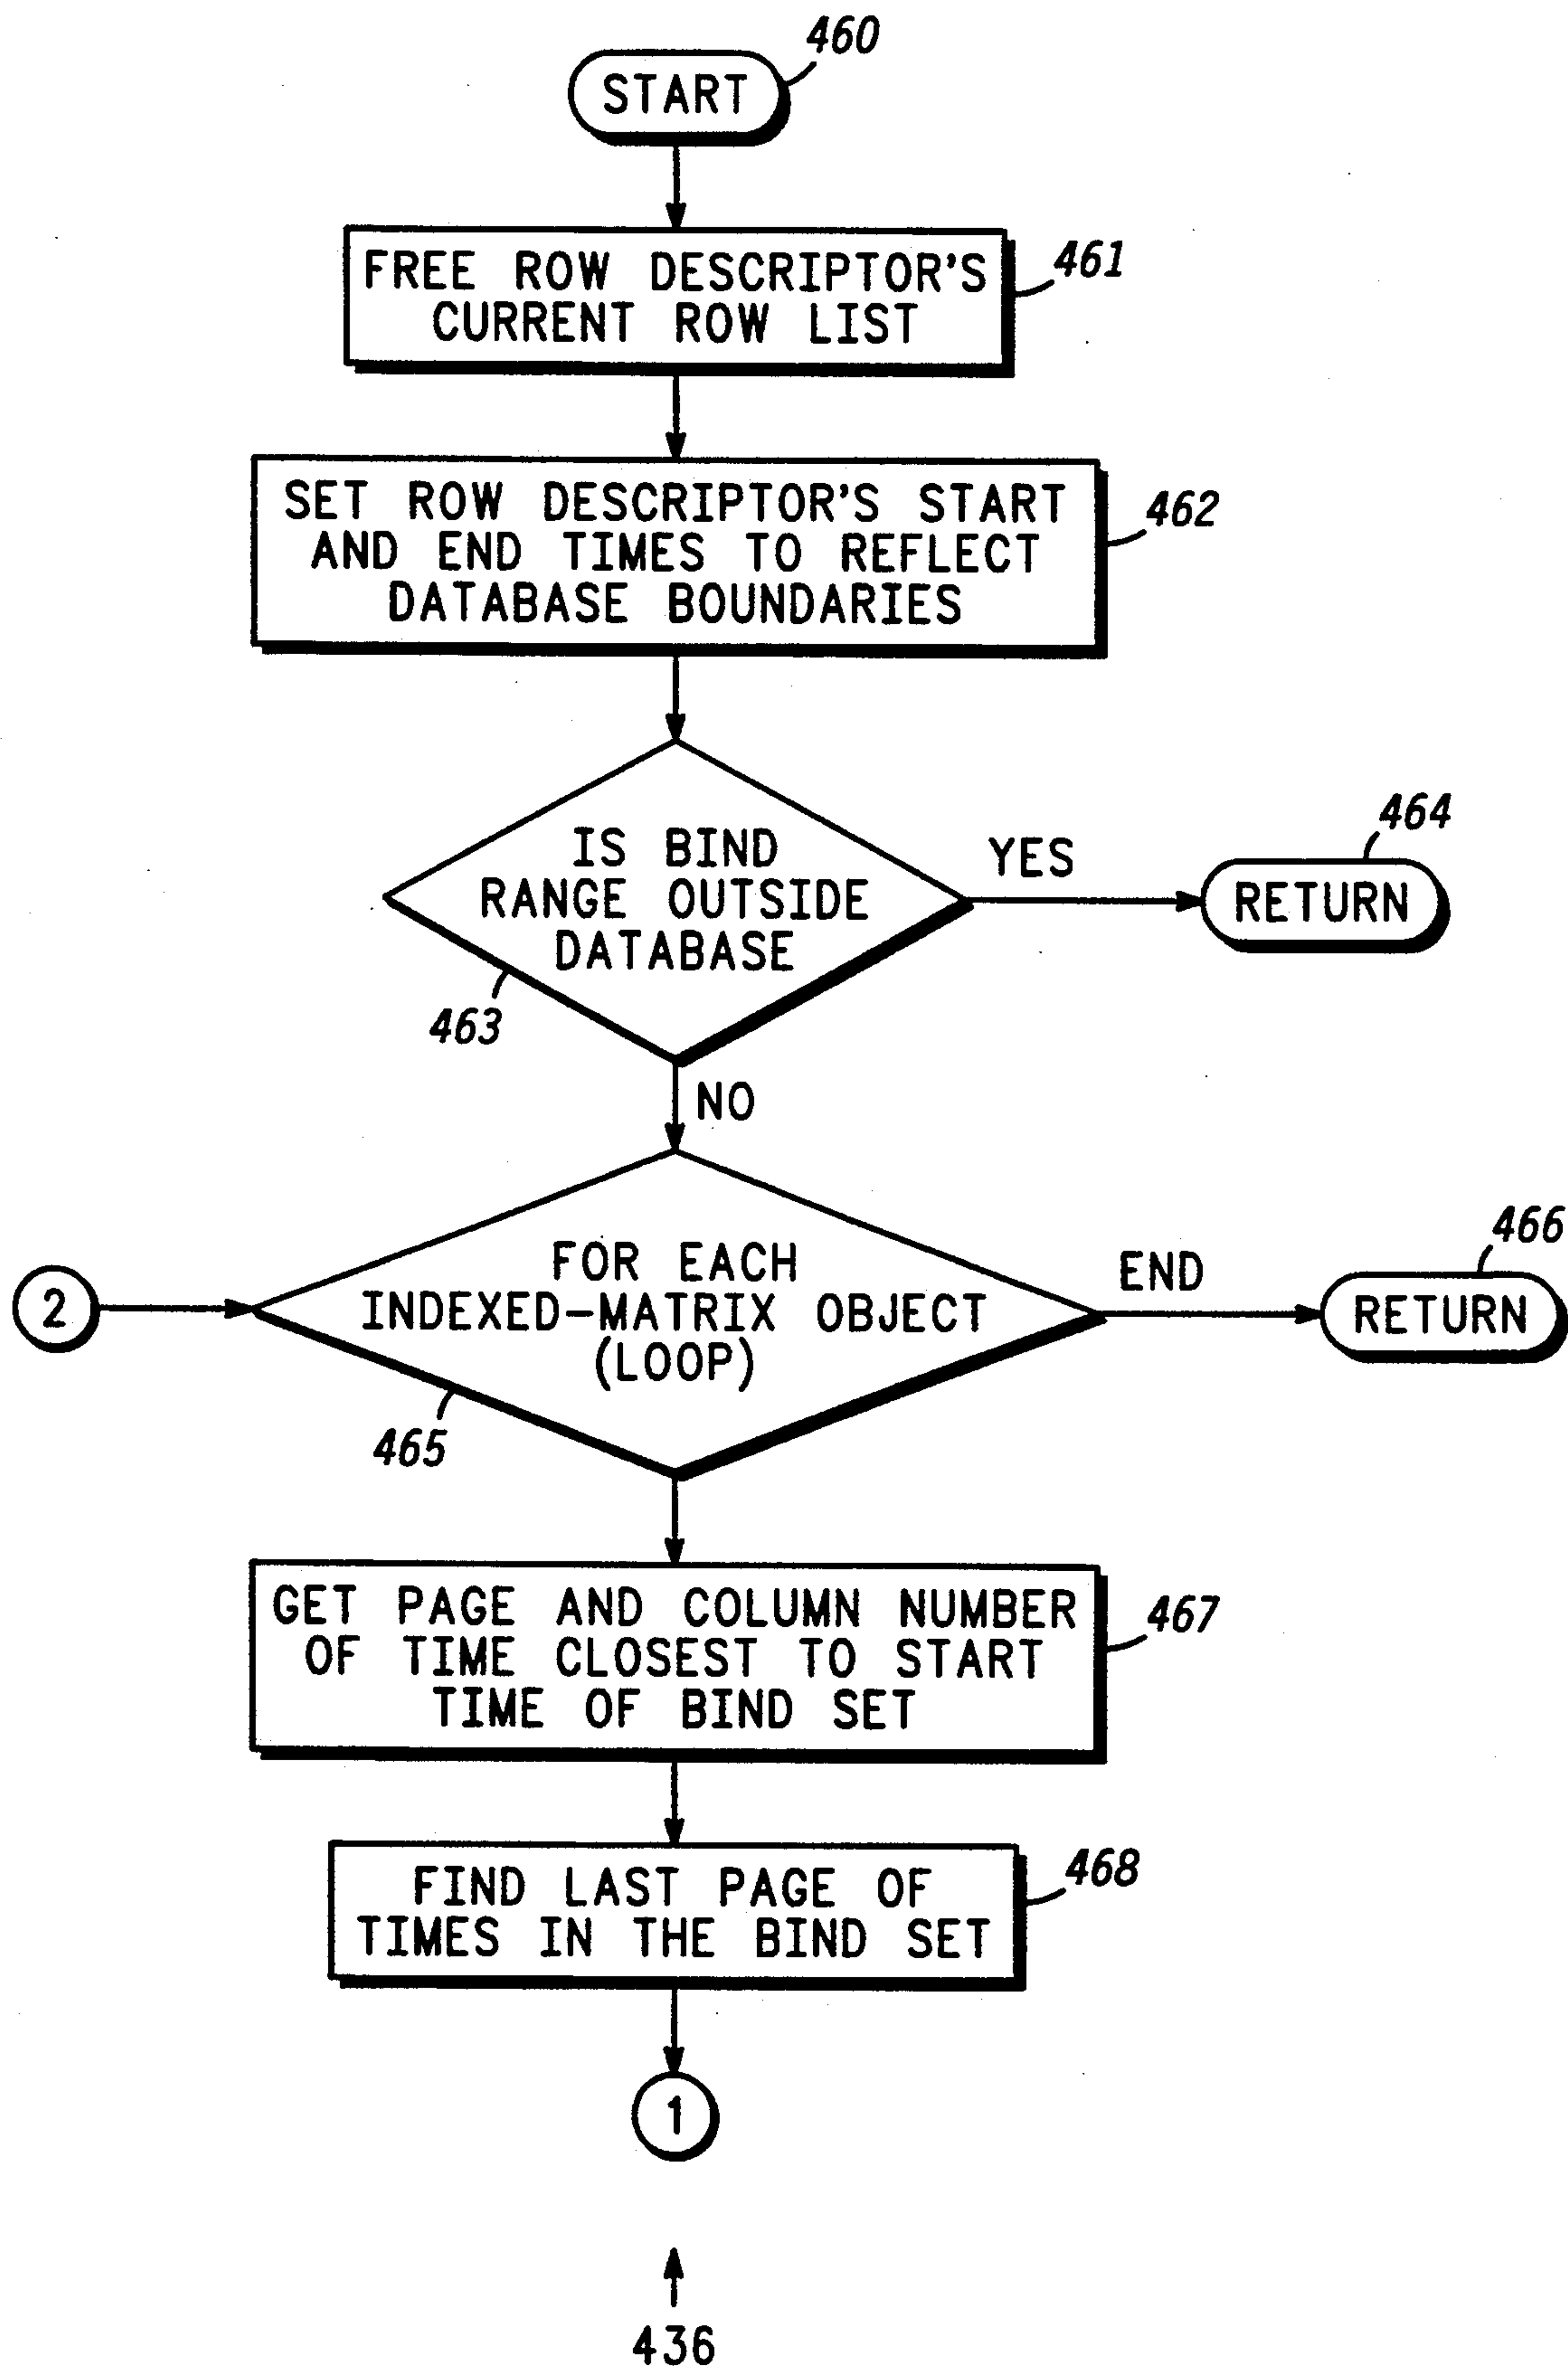 460
START
461
FREE ROW DESCRIPTOR'S
CURRENT ROW LIST
462
SET ROW DESCRIPTOR'S START
AND END TIMES TO REFLECT
DATABASE BOUNDARIES
464
IS BIND
RANGE OUTSIDE
DATABASE
YES
RETURN
463
NO
466
FOR EACH
INDEXED-MATRIX OBJECT
(LOOP)
END
RETURN
2
465
GET PAGE AND COLUMN NUMBER
OF TIME CLOSEST TO START
TIME OF BIND SET
467
FIND LAST PAGE OF
TIMES IN THE BIND SET
468
1
436